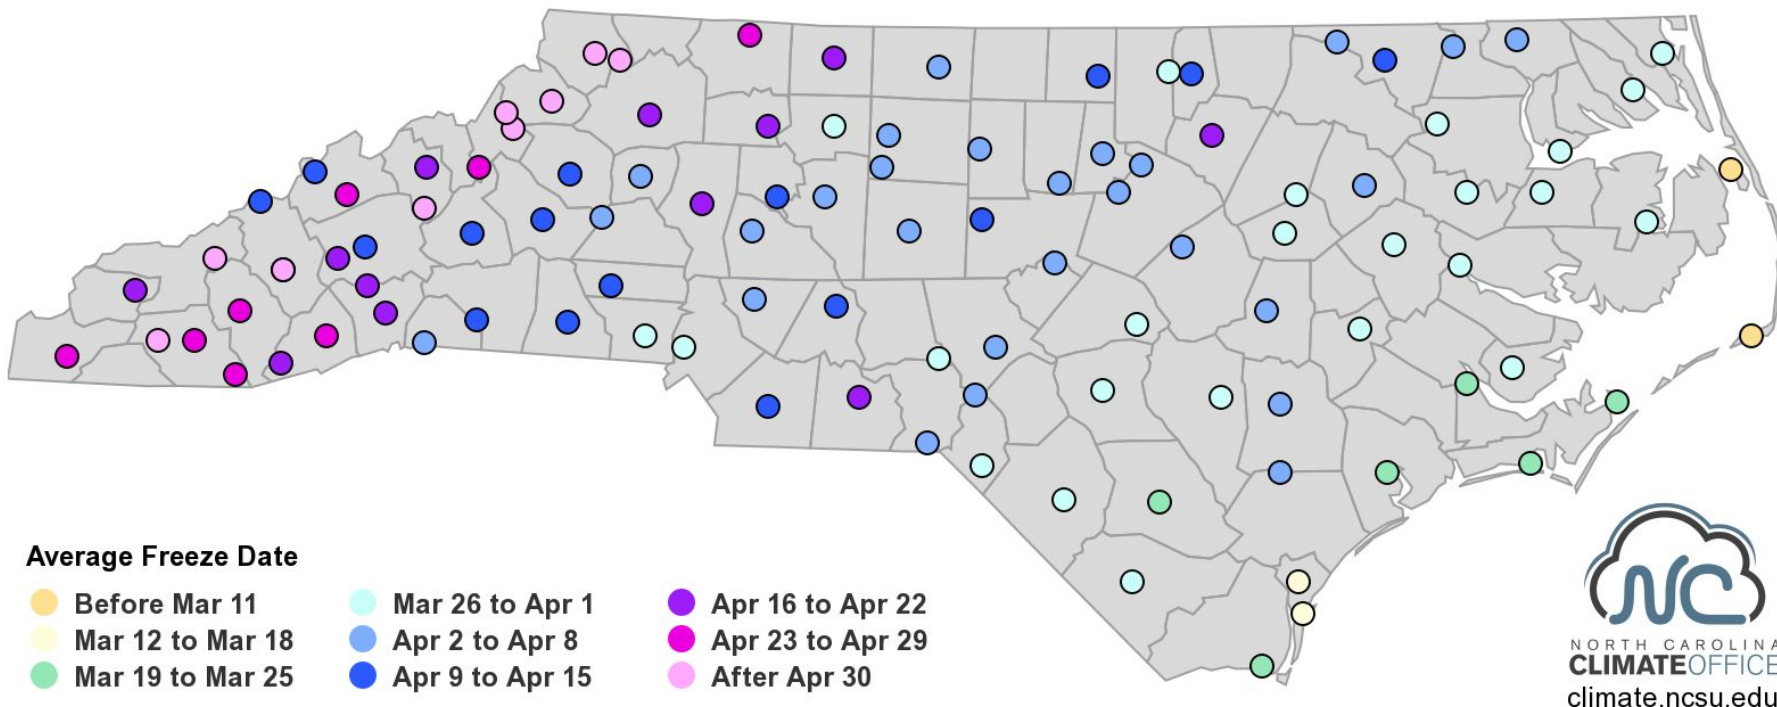 Average Freeze Date
Before Mar 11
Mar 12 to Mar 18
Mar 19 to Mar 25
Mar 26 to Apr 1
Apr 2 to Apr 8
Apr 9 to Apr 15
Apr 16 to Apr 22
Apr 23 to Apr 29
After Apr 30
NC
NORTH CAROLINA
CLIMATEOFFICE
climate.ncsu.edu